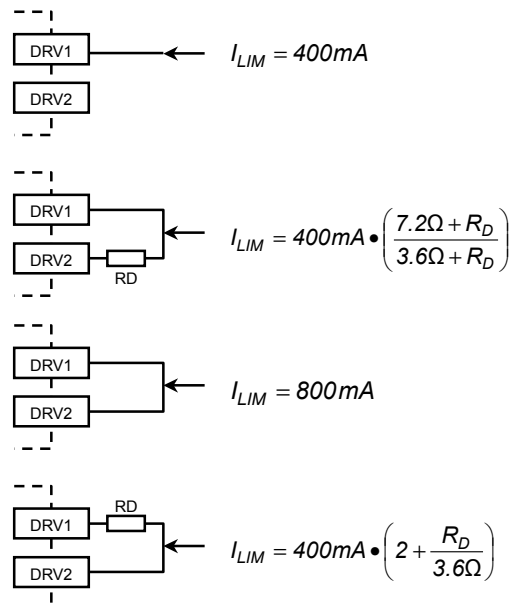 DRV1
I_LIM = 400mA
DRV2
DRV1
I_LIM = 400mA • ( (7.2Ω + R_D) / (3.6Ω + R_D) )
DRV2
RD
DRV1
I_LIM = 800mA
DRV2
RD
DRV1
I_LIM = 400mA • ( 2 + R_D / 3.6Ω )
DRV2